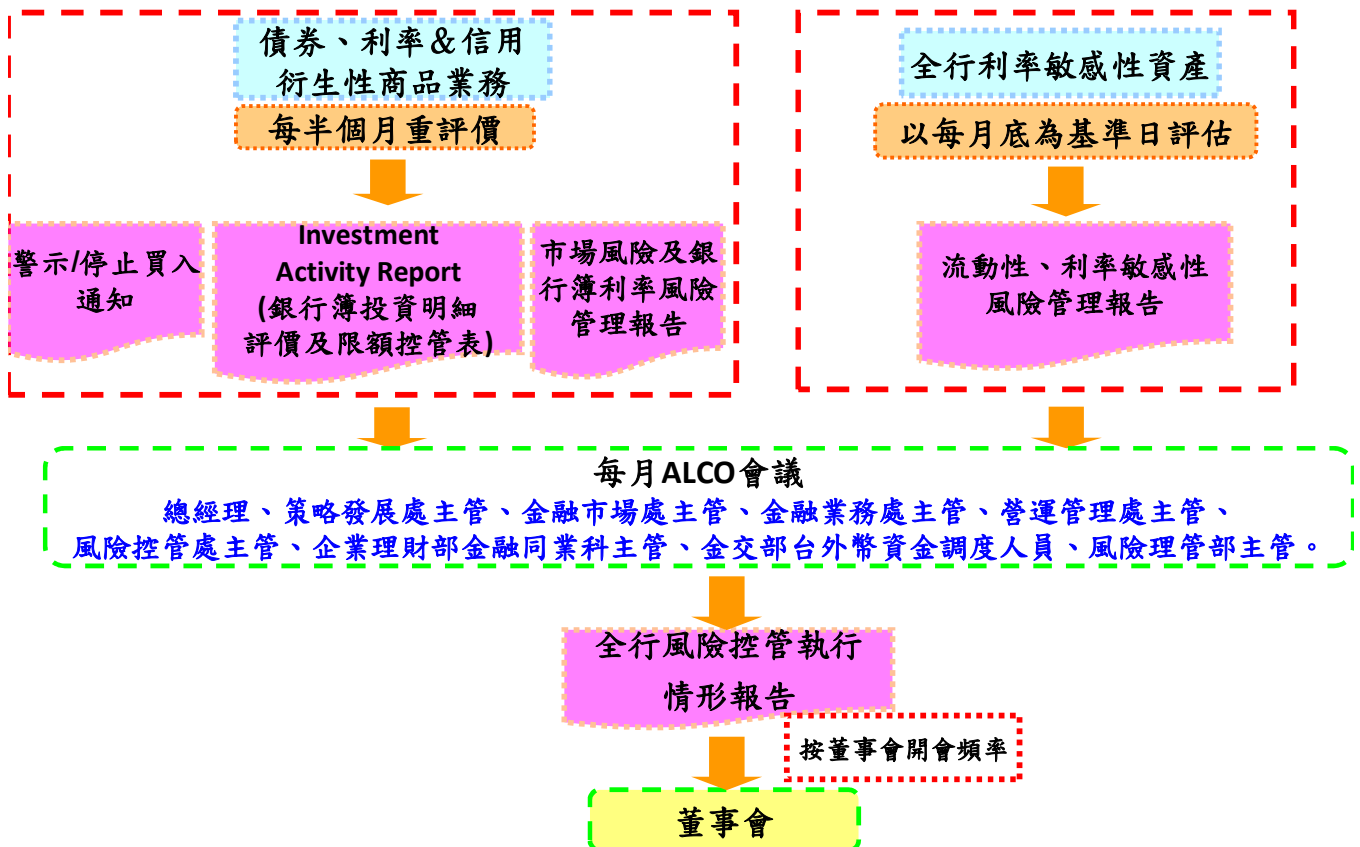 債券、利率＆信用
衍生性商品業務
每半個月重評價
警示/停止買入
通知
Investment
Activity Report
(銀行簿投資明細
評價及限額控管表)
市場風險及銀
行簿利率風險
管理報告
全行利率敏感性資產
以每月底為基準日評估
流動性、利率敏感性
風險管理報告
每月ALCO會議
總經理、策略發展處主管、金融市場處主管、金融業務處主管、營運管理處主管、
風險控管處主管、企業理財部金融同業科主管、金交部台外幣資金調度人員、風險理管部主管。
全行風險控管執行
情形報告
按董事會開會頻率
董事會